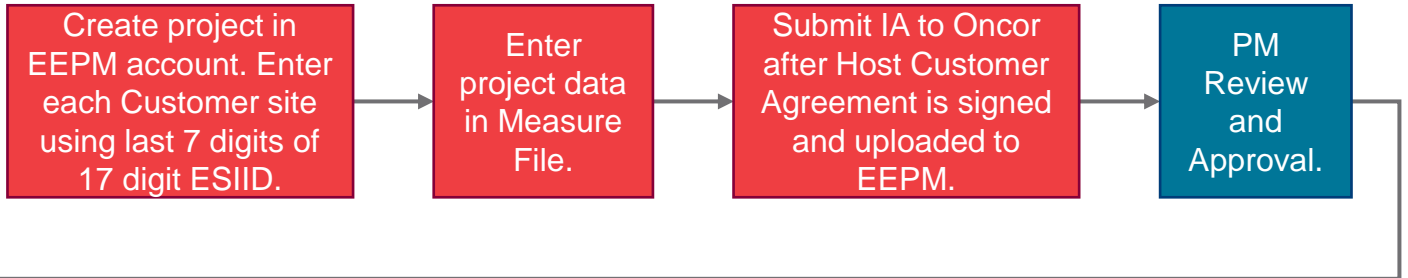 Create project in
EEPM account. Enter
each Customer site
using last 7 digits of
17 digit ESIID.
Enter
project data
in Measure
File.
Submit IA to Oncor
after Host Customer
Agreement is signed
and uploaded to
EEPM.
PM
Review
and
Approval.